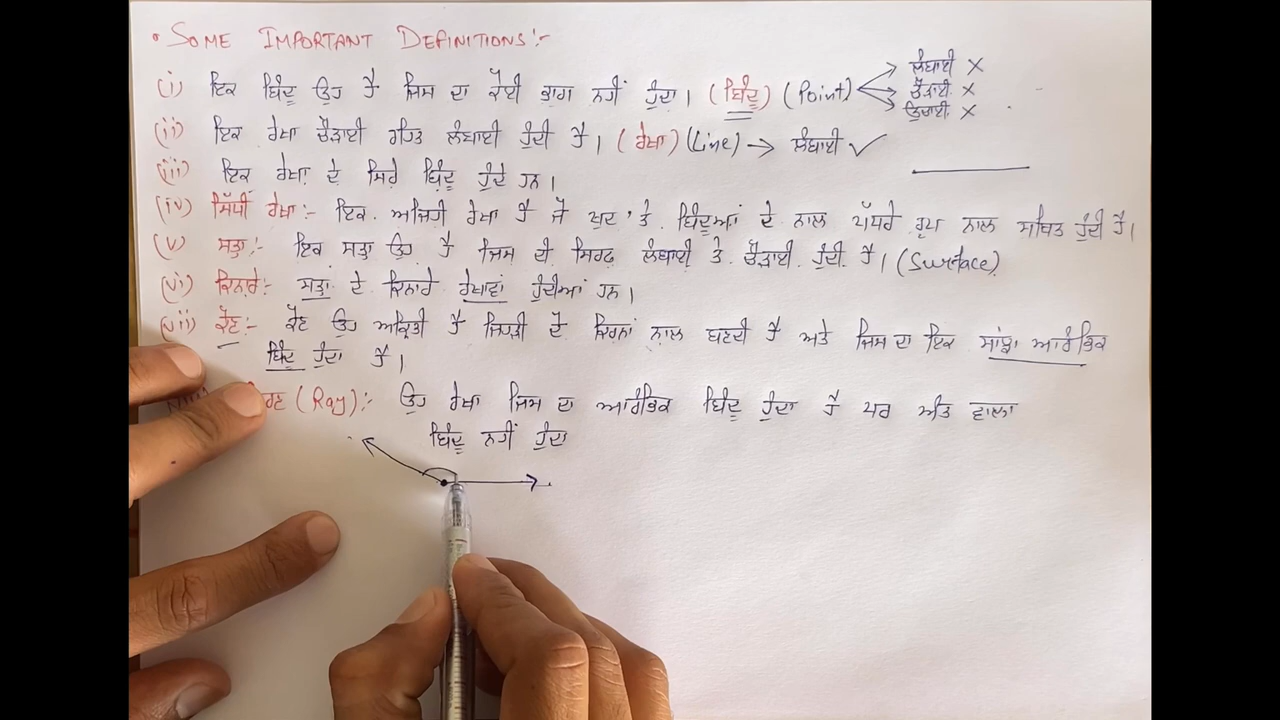 • SOME IMPORTANT DEFINITIONS:-
(i) ਇਕ ਬਿੰਦੂ ਉਹ ਹੈ ਜਿਸ ਦਾ ਕੋਈ ਭਾਗ ਨਹੀਂ ਹੁੰਦਾ। (ਬਿੰਦੂ) (Point)
ਲੰਬਾਈ ×
ਚੌੜਾਈ ×
ਉਚਾਈ ×
(ii) ਇਕ ਰੇਖਾ ਚੌੜਾਈ ਰਹਿਤ ਲੰਬਾਈ ਹੁੰਦੀ ਹੈ। (ਰੇਖਾ) (Line) → ਲੰਬਾਈ ✓
(iii) ਇਕ ਰੇਖਾ ਦੇ ਸਿਰੇ ਬਿੰਦੂ ਹੁੰਦੇ ਹਨ।
(iv) ਸਿੱਧੀ ਰੇਖਾ:- ਇਕ ਅਜਿਹੀ ਰੇਖਾ ਹੈ ਜੋ ਖੁਦ 'ਤੇ ਬਿੰਦੂਆਂ ਦੇ ਨਾਲ ਪੱਧਰੇ ਰੂਪ ਨਾਲ ਸਥਿਤ ਹੁੰਦੀ ਹੈ।
(v) ਸਤ੍ਹਾ:- ਇਕ ਸਤ੍ਹਾ ਉਹ ਹੈ ਜਿਸ ਦੀ ਸਿਰਫ਼ ਲੰਬਾਈ ਤੇ ਚੌੜਾਈ ਹੁੰਦੀ ਹੈ। (Surface)
(vi) ਕਿਨਾਰੇ:- ਸਤ੍ਹਾ ਦੇ ਕਿਨਾਰੇ ਰੇਖਾਵਾਂ ਹੁੰਦੀਆਂ ਹਨ।
(vii) ਕੋਣ:- ਕੋਣ ਉਹ ਅਕ੍ਰਿਤੀ ਹੈ ਜਿਹੜੀ ਦੋ ਕਿਰਨਾਂ ਨਾਲ ਬਣਦੀ ਹੈ ਅਤੇ ਜਿਸ ਦਾ ਇਕ ਸਾਂਝਾ ਆਰੰਭਿਕ
ਬਿੰਦੂ ਹੁੰਦਾ ਹੈ।
(Ray):- ਉਹ ਰੇਖਾ ਜਿਸ ਦਾ ਆਰੰਭਿਕ ਬਿੰਦੂ ਹੁੰਦਾ ਹੈ ਪਰ ਅੰਤ ਵਾਲਾ
ਬਿੰਦੂ ਨਹੀਂ ਹੁੰਦਾ